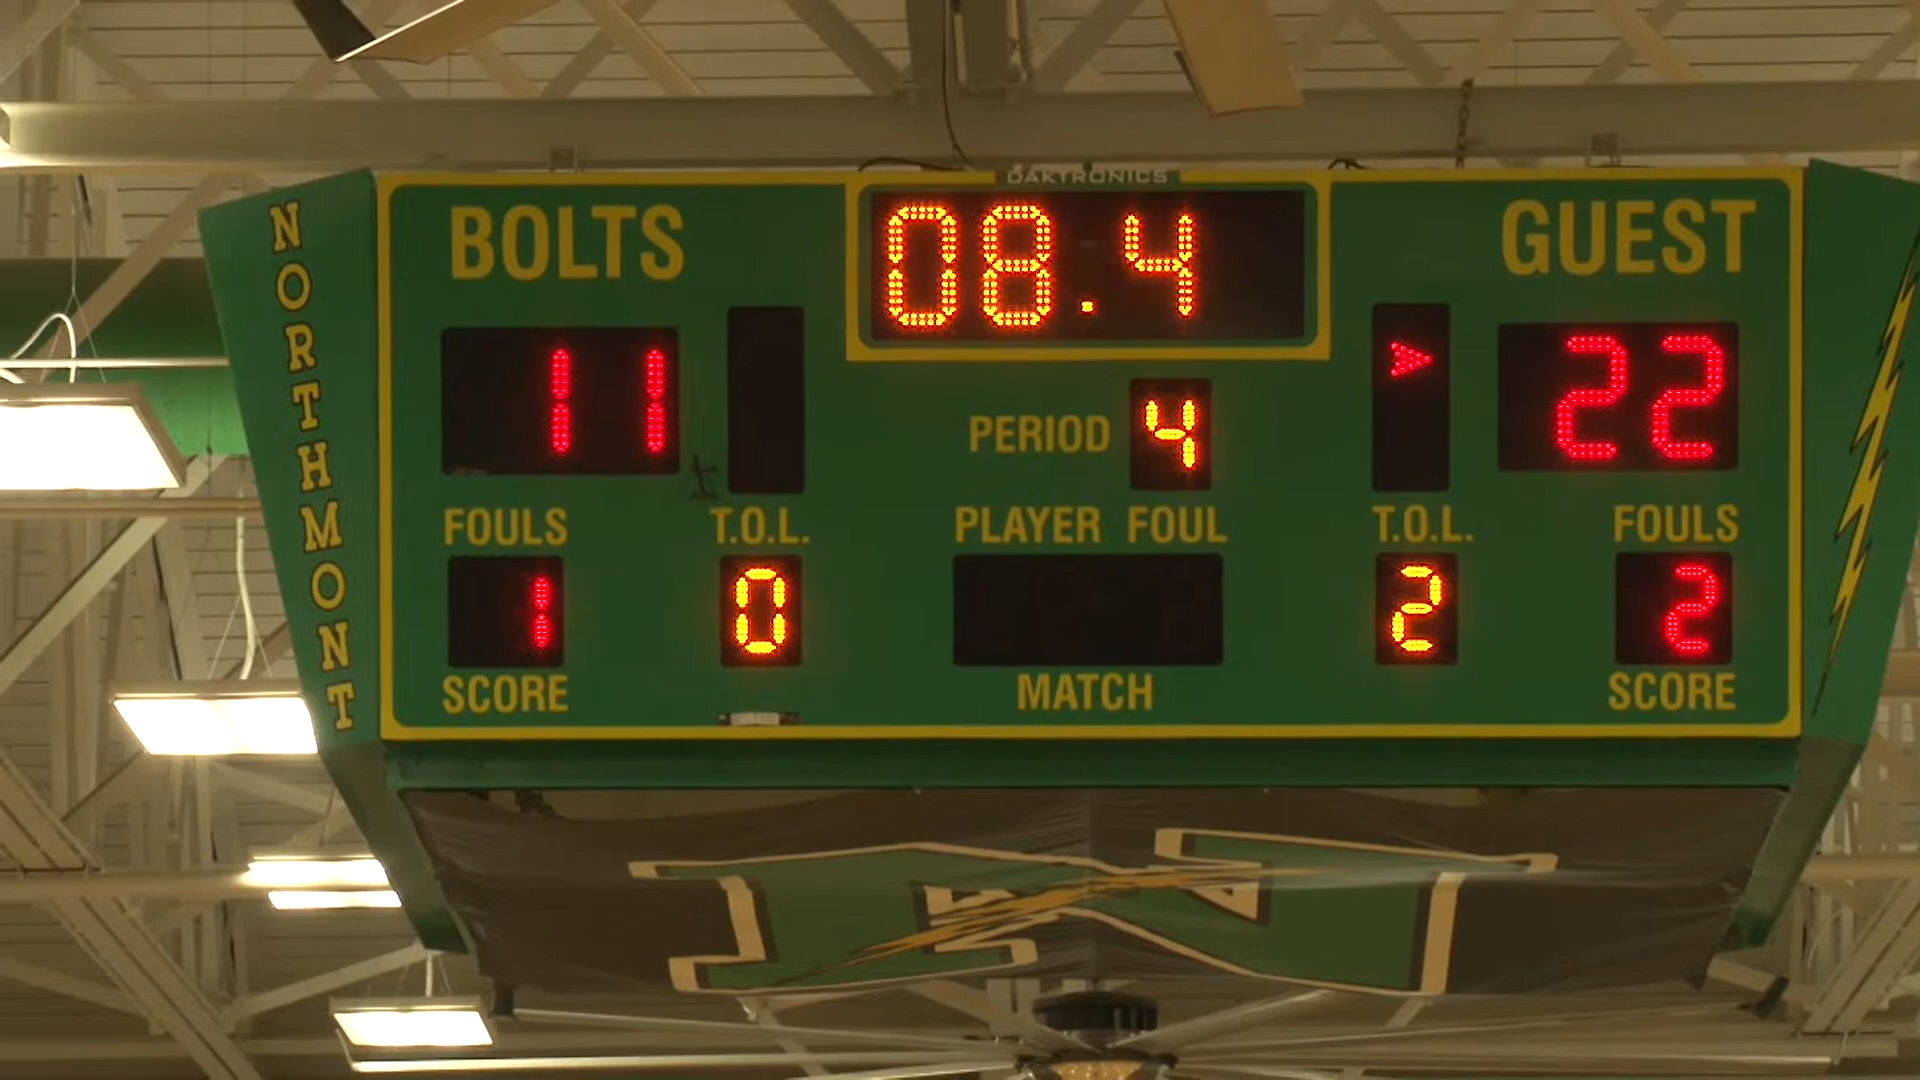 DAKTRONICS
NORTHMONT
BOLTS
08.4
GUEST
11
PERIOD 4
22
FOULS
T.O.L.
PLAYER FOUL
T.O.L.
FOULS
1
0
2
2
SCORE
MATCH
SCORE
N